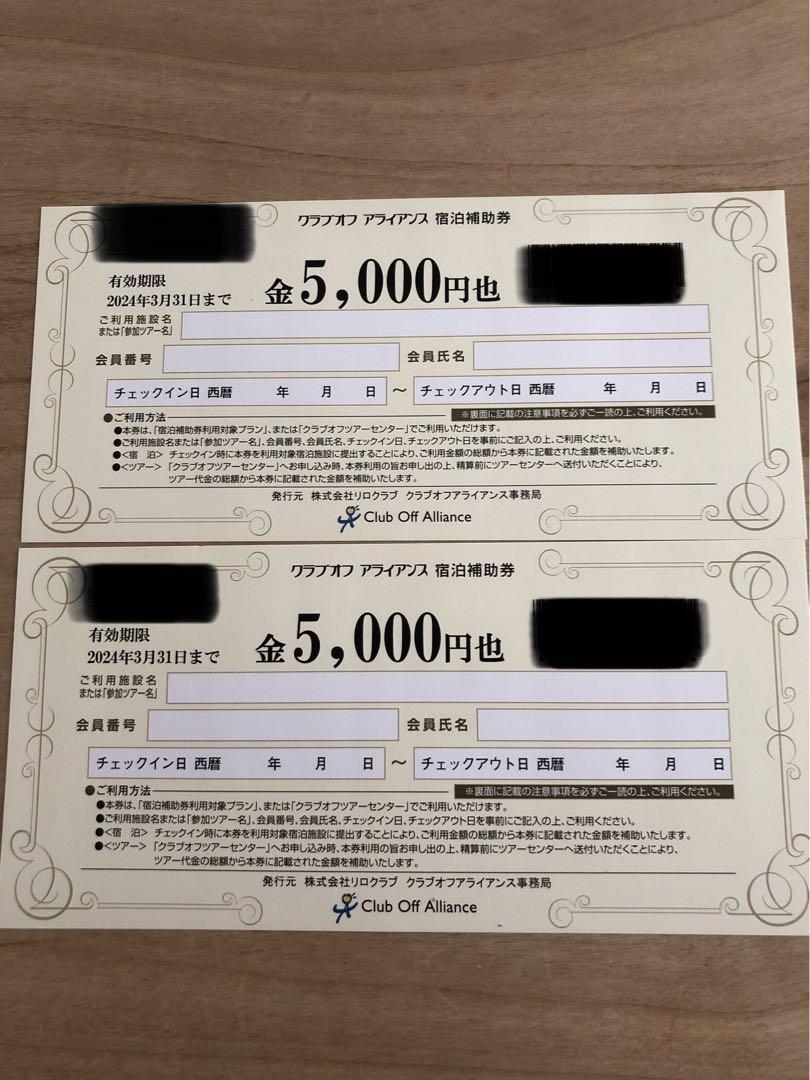 クラブオフ アライアンス 宿泊補助券
有効期限
2024年3月31日まで
金5,000円也
ご利用施設名
または「参加ツアー名」
会員番号
会員氏名
チェックイン日 西暦 年 月 日 ～ チェックアウト日 西暦 年 月 日
●ご利用方法
※裏面に記載の注意事項を必ずご一読の上、ご利用ください。
●本券は、「宿泊補助券利用対象プラン」、または「クラブオフツアーセンター」でご利用いただけます。
●ご利用施設名または「参加ツアー名」、会員番号、会員氏名、チェックイン日、チェックアウト日を事前にご記入の上、ご利用ください。
●<宿 泊> チェックイン時に本券を利用対象宿泊施設に提出することにより、ご利用金額の総額から本券に記載された金額を補助いたします。
●<ツアー> 「クラブオフツアーセンター」へお申し込み時、本券利用の旨お申し出の上、精算前にツアーセンターへ送付いただくことにより、
ツアー代金の総額から本券に記載された金額を補助いたします。
発行元 株式会社リロクラブ クラブオフアライアンス事務局
Club Off Alliance
クラブオフ アライアンス 宿泊補助券
有効期限
2024年3月31日まで
金5,000円也
ご利用施設名
または「参加ツアー名」
会員番号
会員氏名
チェックイン日 西暦 年 月 日 ～ チェックアウト日 西暦 年 月 日
●ご利用方法
※裏面に記載の注意事項を必ずご一読の上、ご利用ください。
●本券は、「宿泊補助券利用対象プラン」、または「クラブオフツアーセンター」でご利用いただけます。
●ご利用施設名または「参加ツアー名」、会員番号、会員氏名、チェックイン日、チェックアウト日を事前にご記入の上、ご利用ください。
●<宿 泊> チェックイン時に本券を利用対象宿泊施設に提出することにより、ご利用金額の総額から本券に記載された金額を補助いたします。
●<ツアー> 「クラブオフツアーセンター」へお申し込み時、本券利用の旨お申し出の上、精算前にツアーセンターへ送付いただくことにより、
ツアー代金の総額から本券に記載された金額を補助いたします。
発行元 株式会社リロクラブ クラブオフアライアンス事務局
Club Off Alliance